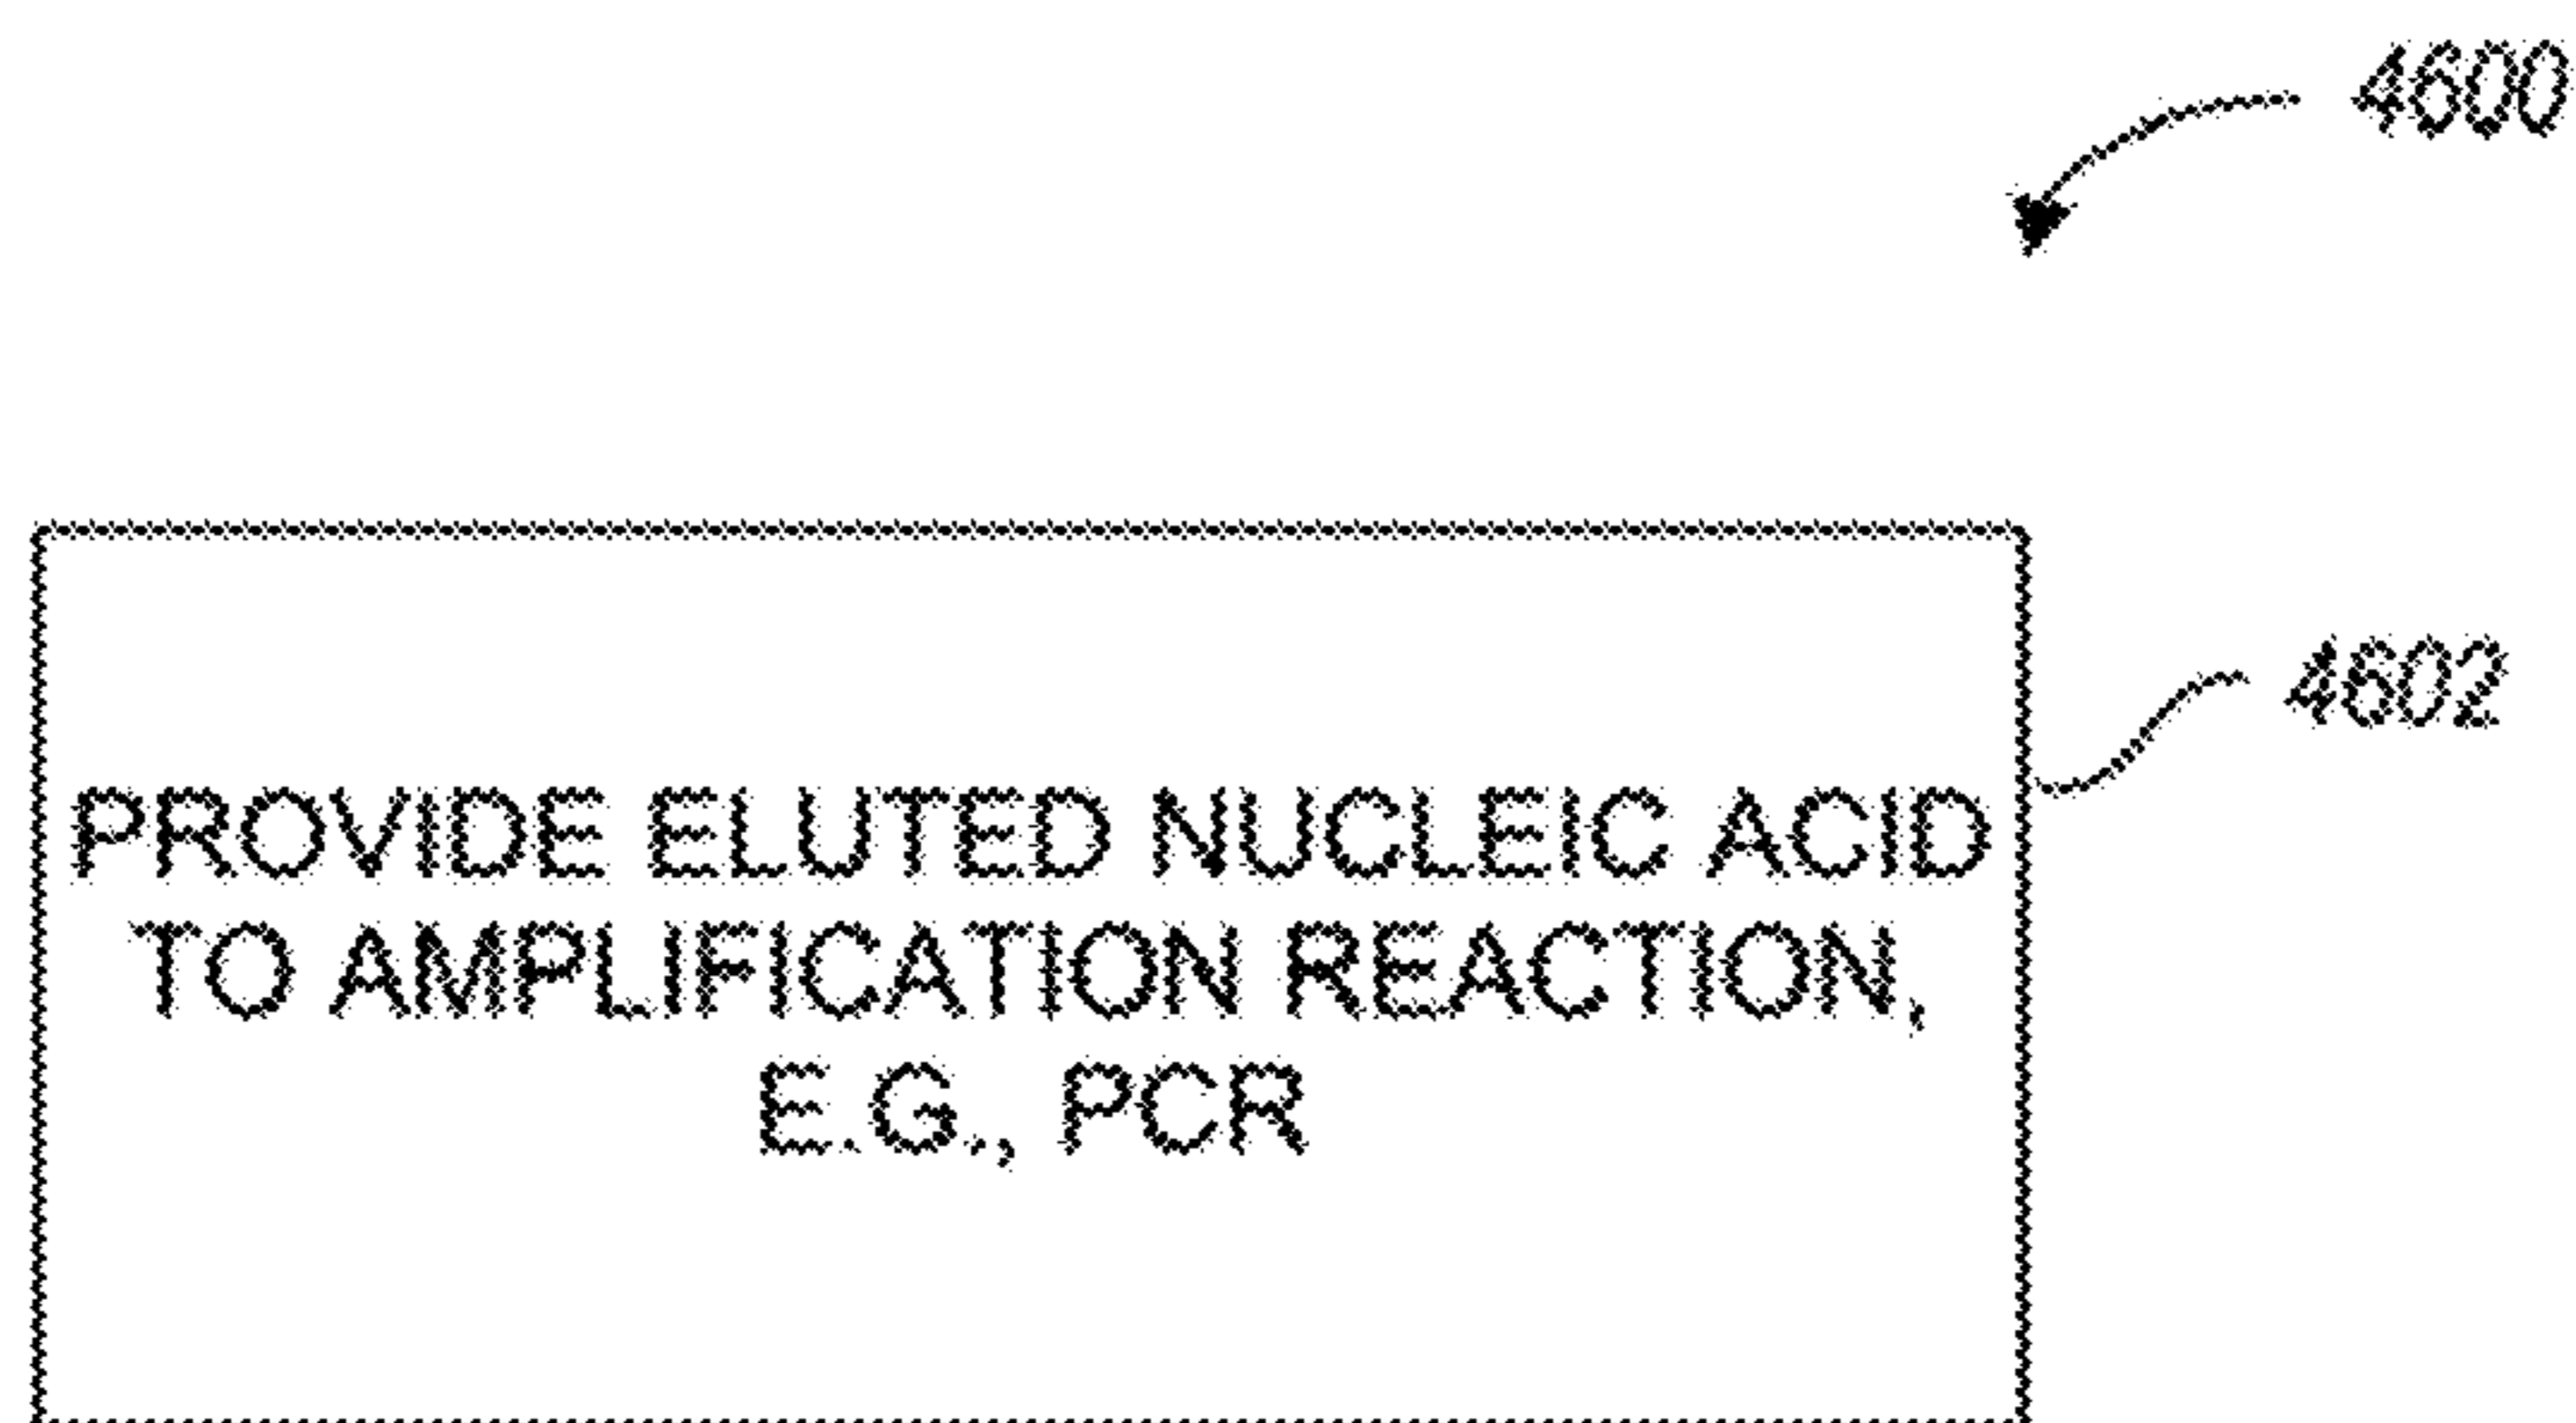 4600
4602
PROVIDE ELUTED NUCLEIC ACID
TO AMPLIFICATION REACTION,
E.G., PCR